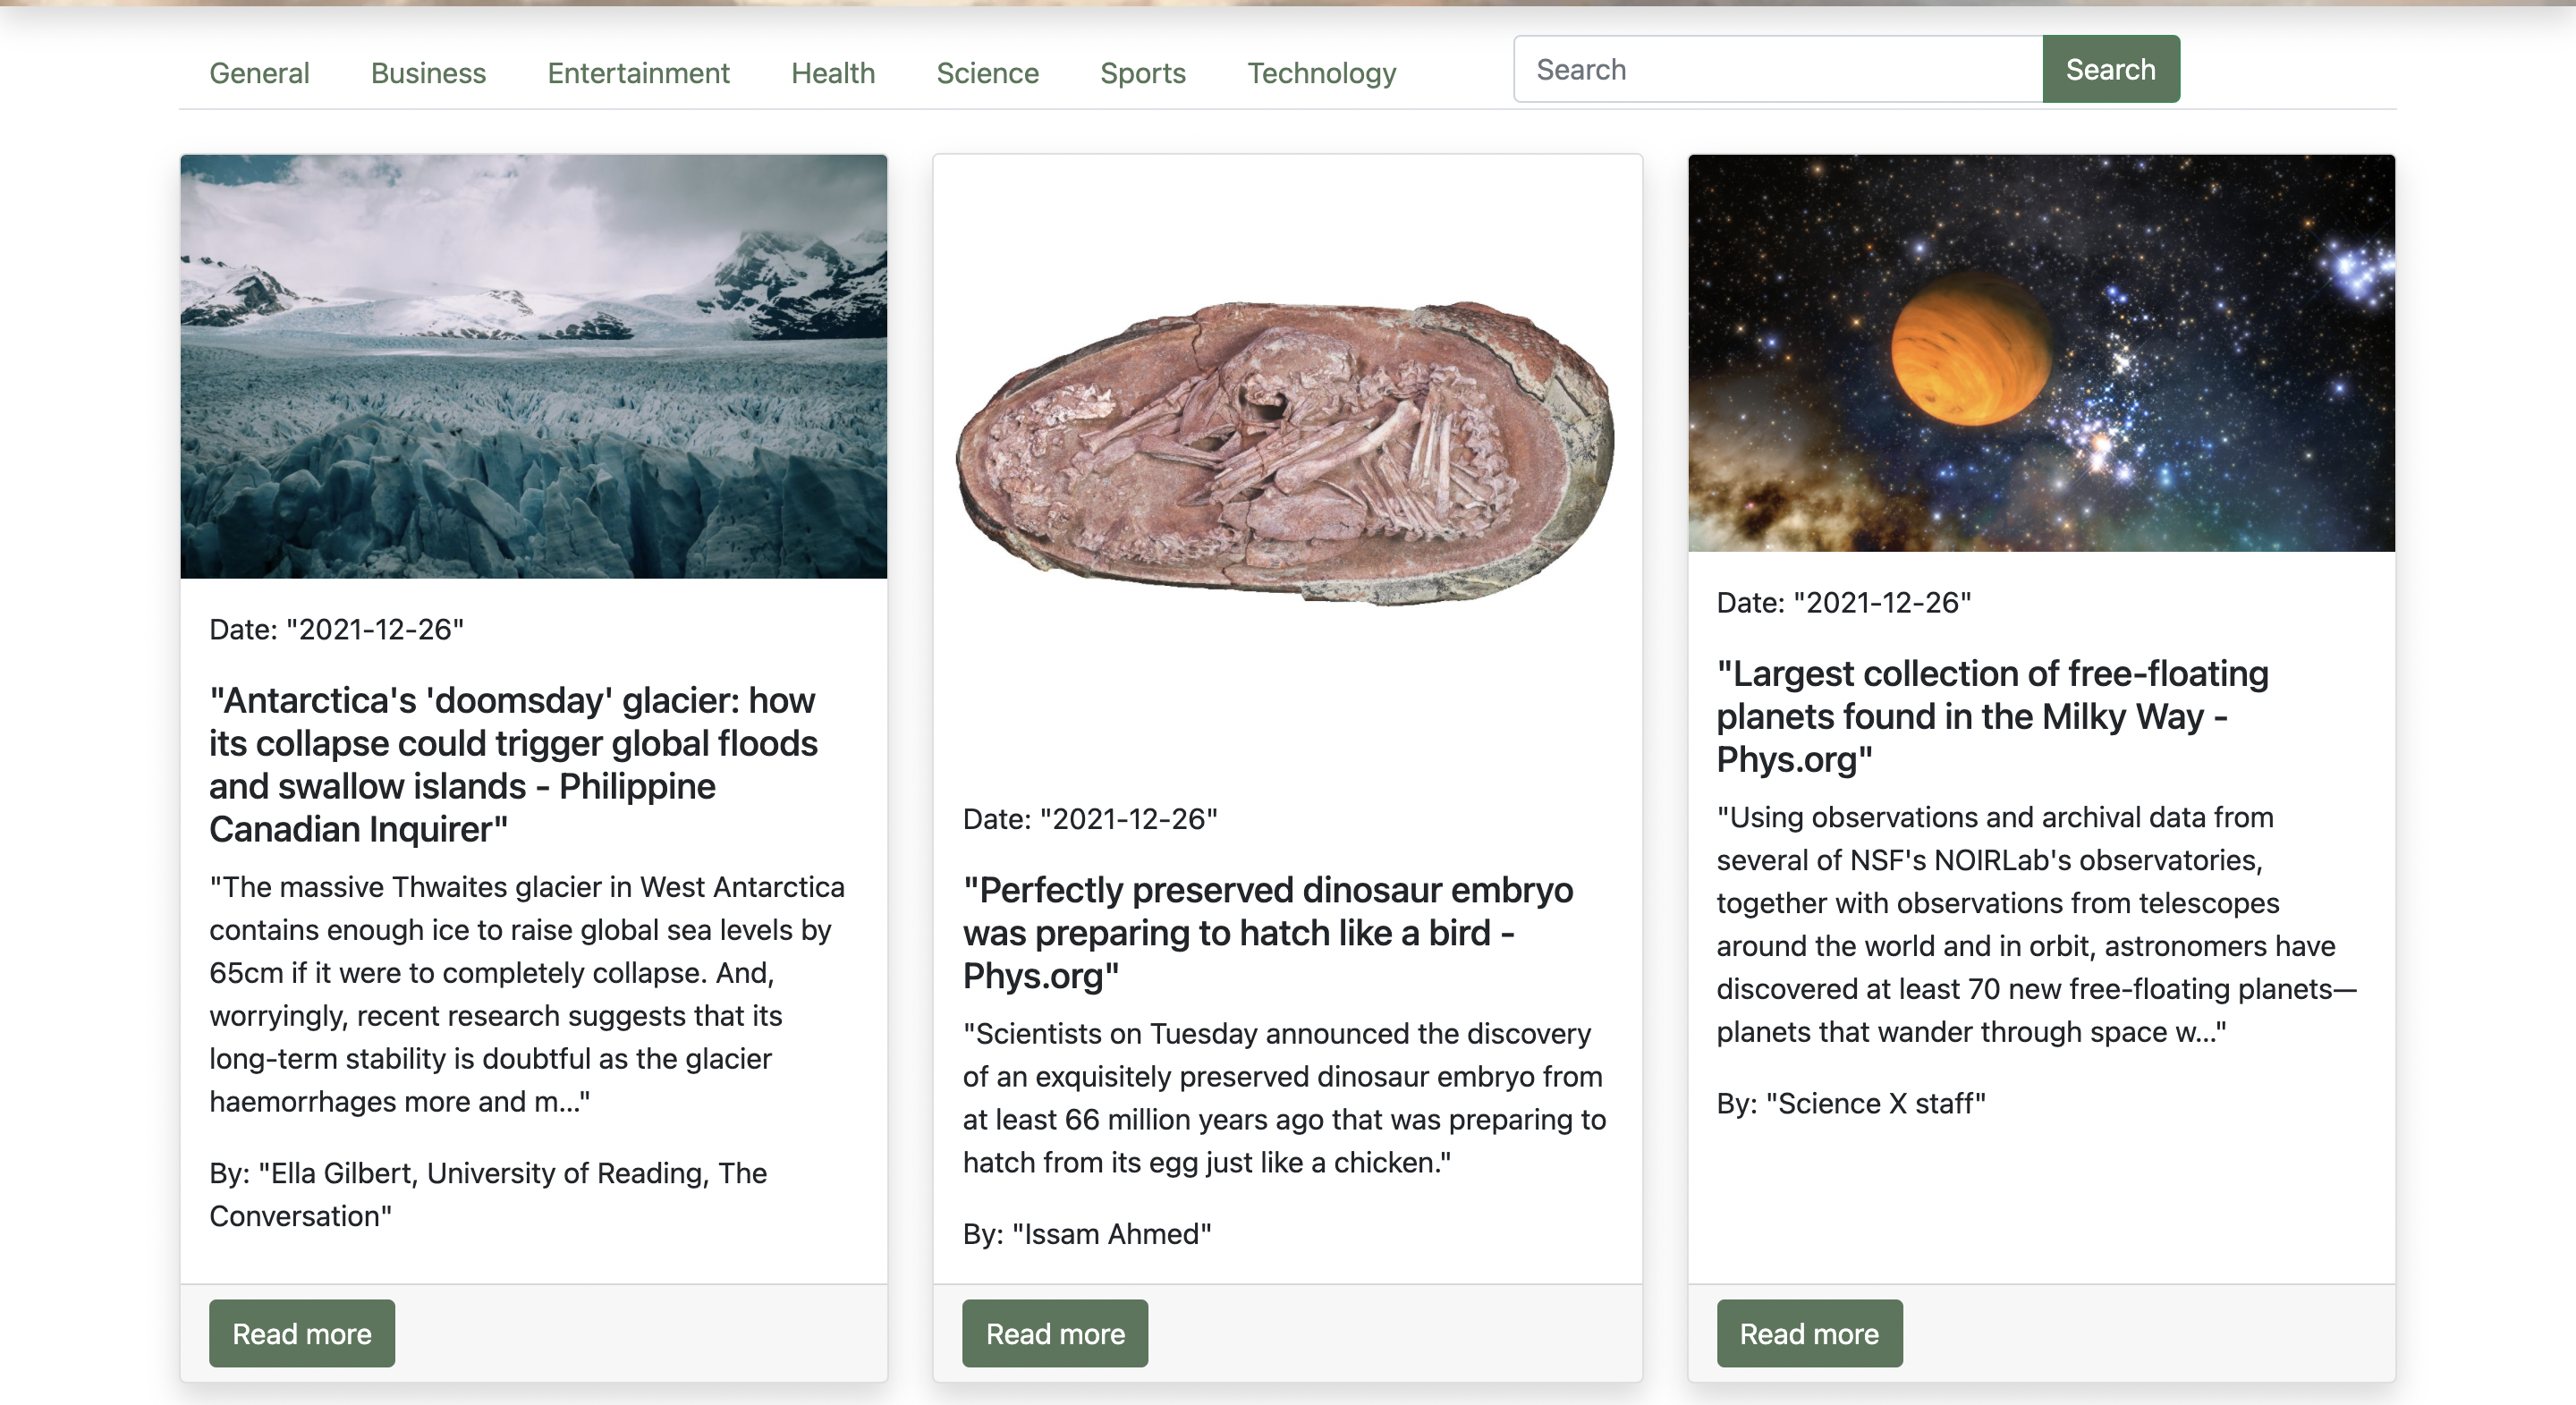 General Business Entertainment Health Science Sports Technology Search Search
Date: "2021-12-26"
"Antarctica's 'doomsday' glacier: how
its collapse could trigger global floods
and swallow islands - Philippine
Canadian Inquirer"
"The massive Thwaites glacier in West Antarctica
contains enough ice to raise global sea levels by
65cm if it were to completely collapse. And,
worryingly, recent research suggests that its
long-term stability is doubtful as the glacier
haemorrhages more and m..."
By: "Ella Gilbert, University of Reading, The
Conversation"
Read more
Date: "2021-12-26"
"Perfectly preserved dinosaur embryo
was preparing to hatch like a bird -
Phys.org"
"Scientists on Tuesday announced the discovery
of an exquisitely preserved dinosaur embryo from
at least 66 million years ago that was preparing to
hatch from its egg just like a chicken."
By: "Issam Ahmed"
Read more
Date: "2021-12-26"
"Largest collection of free-floating
planets found in the Milky Way -
Phys.org"
"Using observations and archival data from
several of NSF's NOIRLab's observatories,
together with observations from telescopes
around the world and in orbit, astronomers have
discovered at least 70 new free-floating planets—
planets that wander through space w..."
By: "Science X staff"
Read more